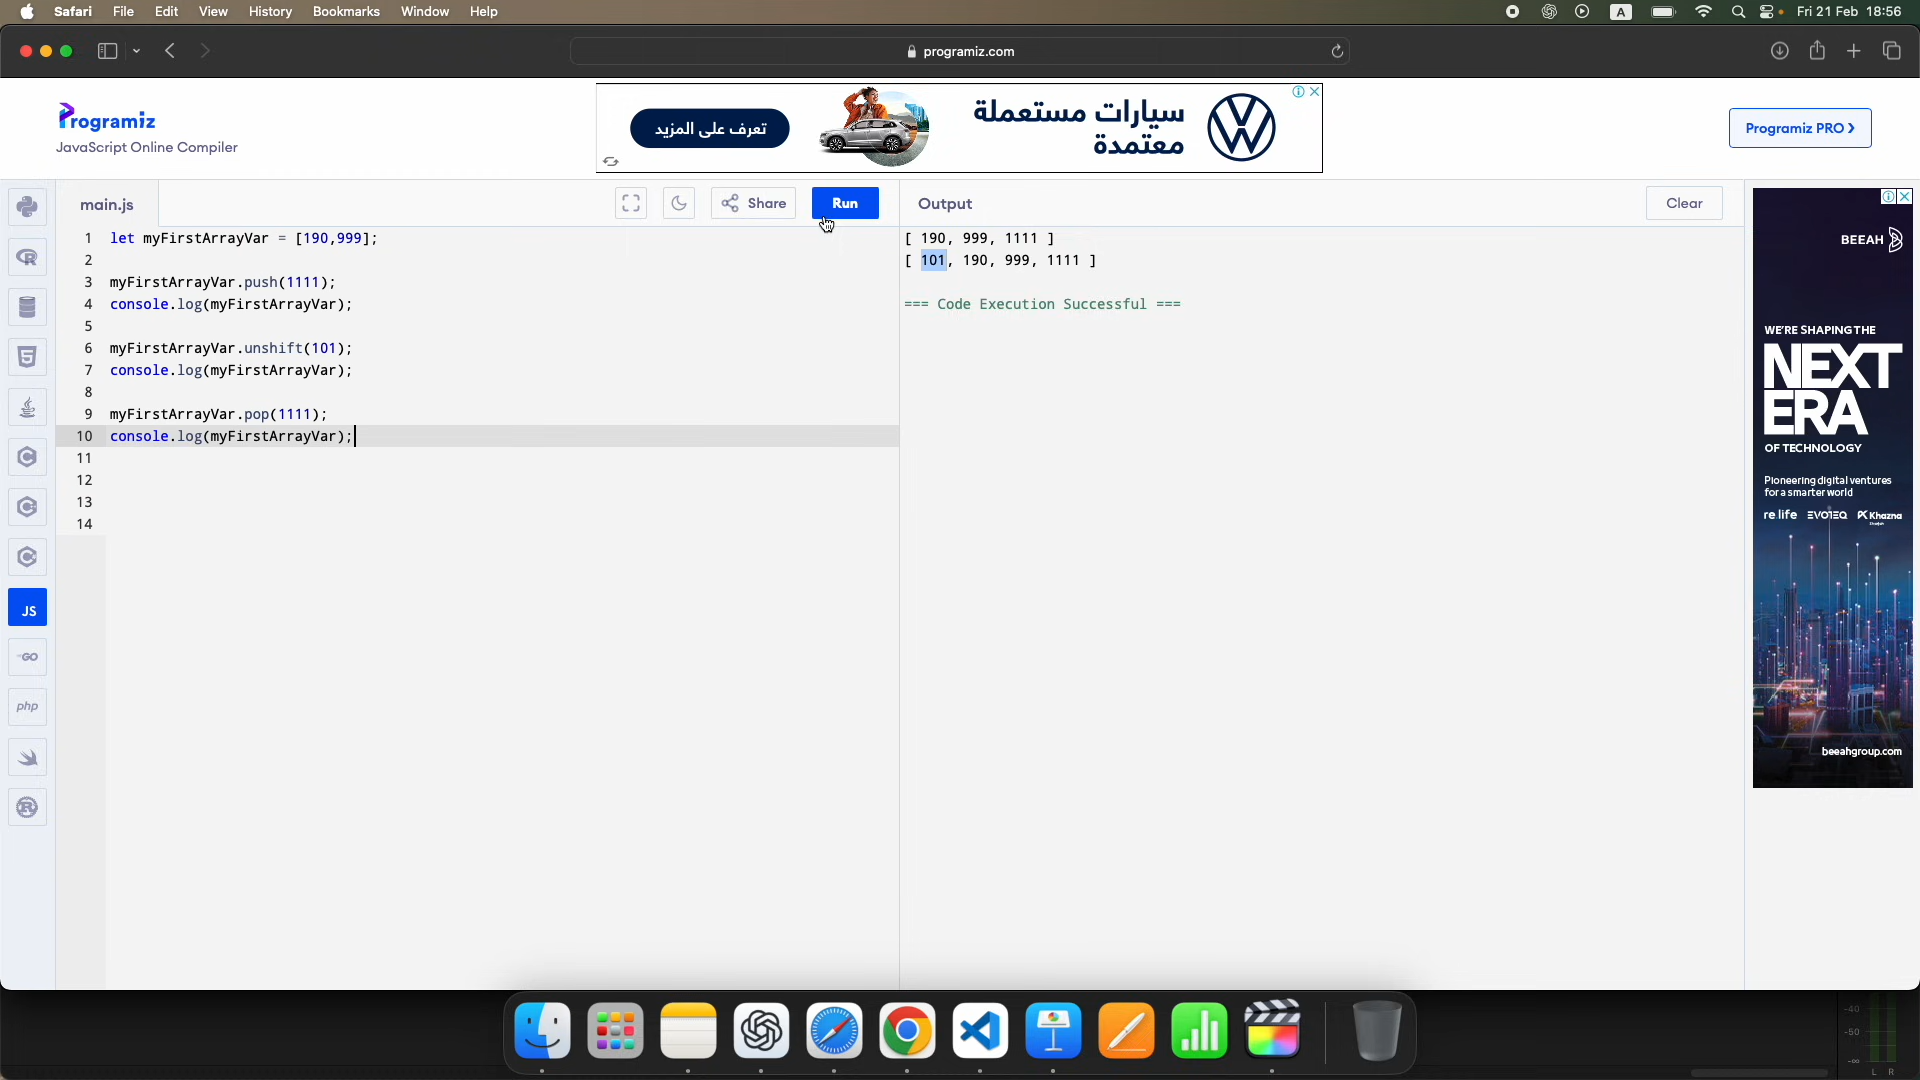 Safari File Edit View History Bookmarks Window Help
A
Fri 21 Feb 18:56
programiz.com
Programiz
JavaScript Online Compiler
تعرف على المزيد
سيارات مستعملة
معتمدة
Programiz PRO ❯
main.js
Share
Run
Output
Clear
1 let myFirstArrayVar = [190,999];
2
3 myFirstArrayVar.push(1111);
4 console.log(myFirstArrayVar);
5
6 myFirstArrayVar.unshift(101);
7 console.log(myFirstArrayVar);
8
9 myFirstArrayVar.pop(1111);
10 console.log(myFirstArrayVar);
11
12
13
14
[ 190, 999, 1111 ]
[ 101, 190, 999, 1111 ]
=== Code Execution Successful ===
JS
GO
php
BEEAH
WE'RE SHAPING THE
NEXT
ERA
OF TECHNOLOGY
Pioneering digital ventures
for a smarter world
re.life EVOTEQ Khazna
beeahgroup.com
-40
-50
-∞
L R